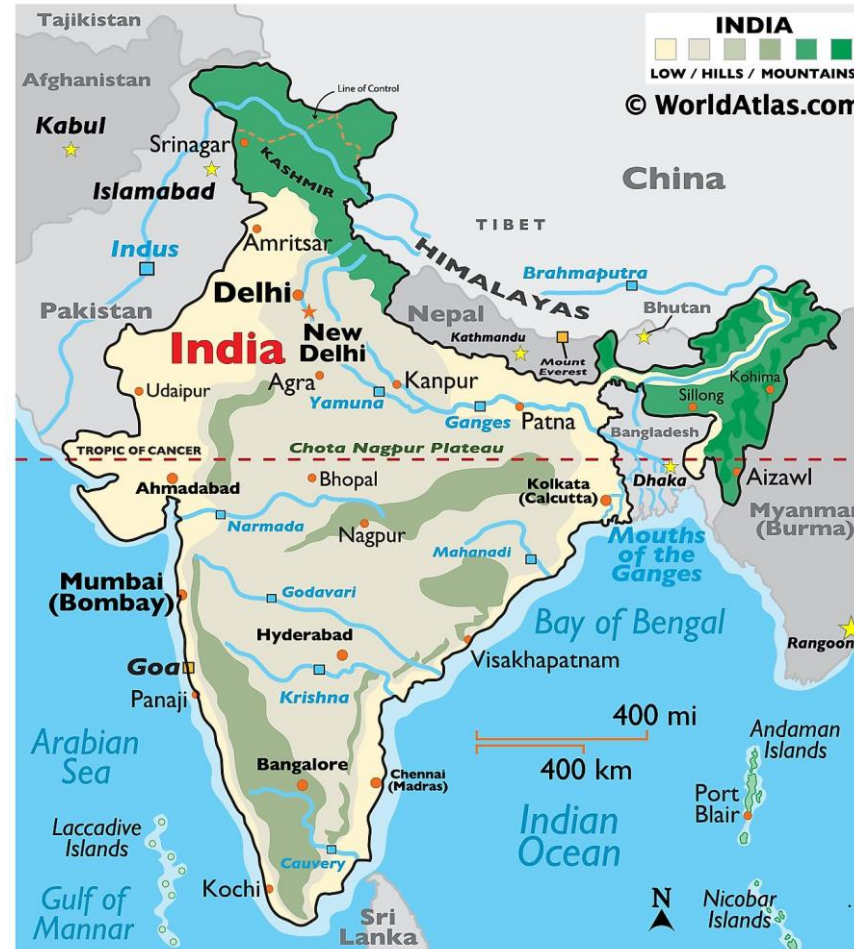 Tajikistan
INDIA
LOW / HILLS / MOUNTAINS
© WorldAtlas.com
Afghanistan
Kabul
Line of Control
Srinagar
KASHMIR
Islamabad
China
TIBET
Amritsar
Indus
HIMALAYAS
Brahmaputra
Delhi
Pakistan
Nepal
Bhutan
New
Delhi
India
Kathmandu
Mount
Everest
Agra
Kanpur
Kohima
Udaipur
Yamuna
Sillong
Ganges
Patna
Bangladesh
TROPIC OF CANCER
Chota Nagpur Plateau
Ahmadabad
Bhopal
Kolkata
(Calcutta)
Dhaka
Aizawl
Narmada
Nagpur
Myanmar
(Burma)
Mahanadi
Mouths
of the
Ganges
Mumbai
(Bombay)
Godavari
Bay of Bengal
Hyderabad
Rangoon
Goa
Visakhapatnam
Krishna
Panaji
400 mi
Arabian
Sea
400 km
Andaman
Islands
Bangalore
Chennai
(Madras)
Port
Blair
Indian
Ocean
Laccadive
Islands
Cauvery
Kochi
Gulf of
Mannar
N
Nicobar
Islands
Sri
Lanka